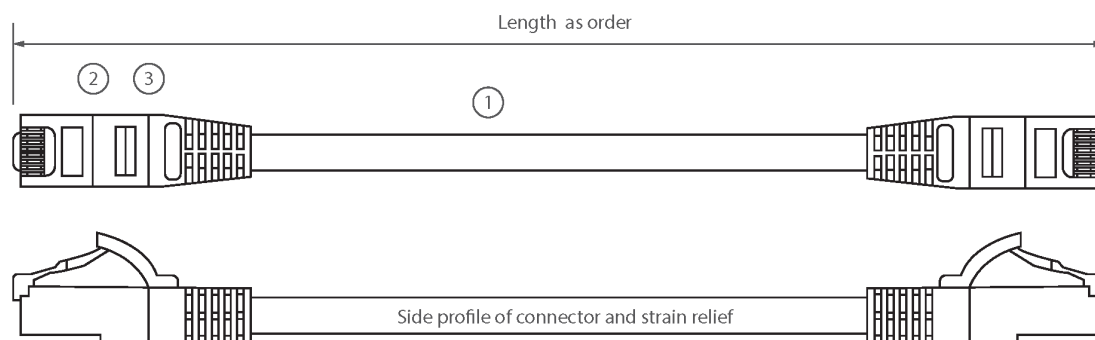 Length as order
2 3 1
Side profile of connector and strain relief